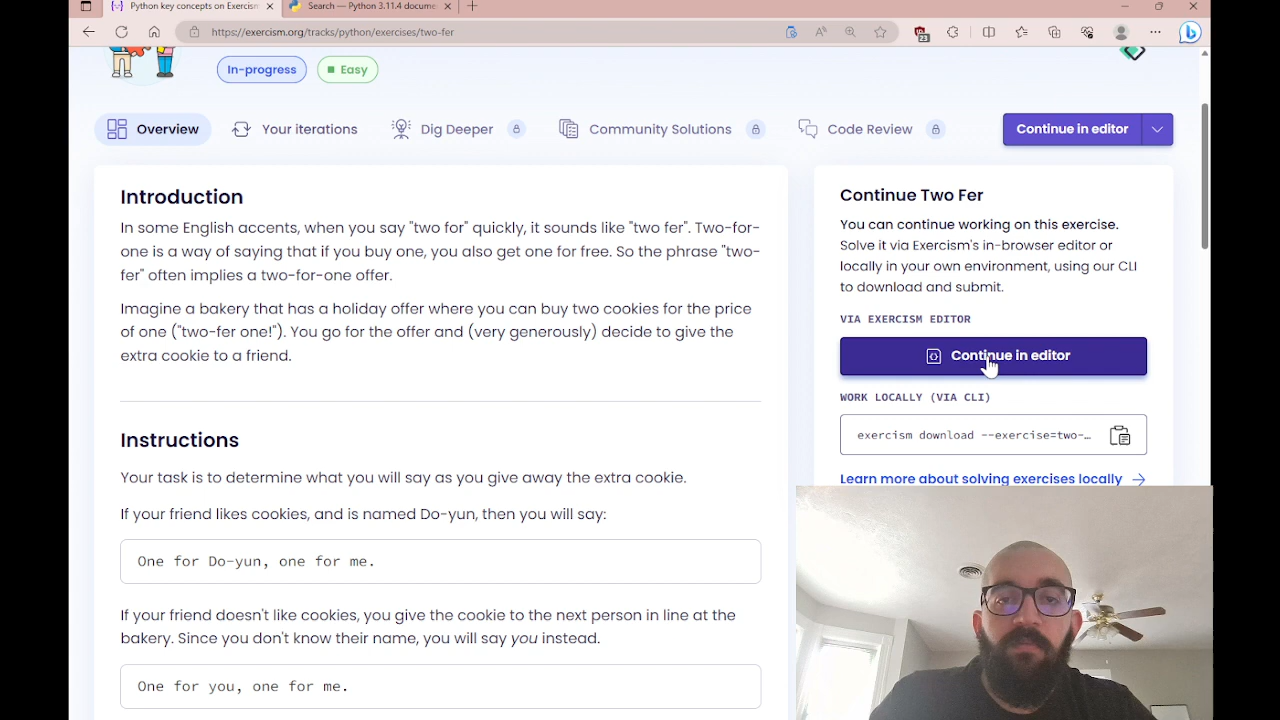 Python key concepts on Exercism
Search — Python 3.11.4 docume
https://exercism.org/tracks/python/exercises/two-fer
23
In-progress
Easy
Overview
Your iterations
Dig Deeper
Community Solutions
Code Review
Continue in editor
Introduction
In some English accents, when you say "two for" quickly, it sounds like "two fer". Two-for-
one is a way of saying that if you buy one, you also get one for free. So the phrase "two-
fer" often implies a two-for-one offer.
Imagine a bakery that has a holiday offer where you can buy two cookies for the price
of one ("two-fer one!"). You go for the offer and (very generously) decide to give the
extra cookie to a friend.
Instructions
Your task is to determine what you will say as you give away the extra cookie.
If your friend likes cookies, and is named Do-yun, then you will say:
One for Do-yun, one for me.
If your friend doesn't like cookies, you give the cookie to the next person in line at the
bakery. Since you don't know their name, you will say you instead.
One for you, one for me.
Continue Two Fer
You can continue working on this exercise.
Solve it via Exercism's in-browser editor or
locally in your own environment, using our CLI
to download and submit.
VIA EXERCISM EDITOR
Continue in editor
WORK LOCALLY (VIA CLI)
exercism download --exercise=two-…
Learn more about solving exercises locally